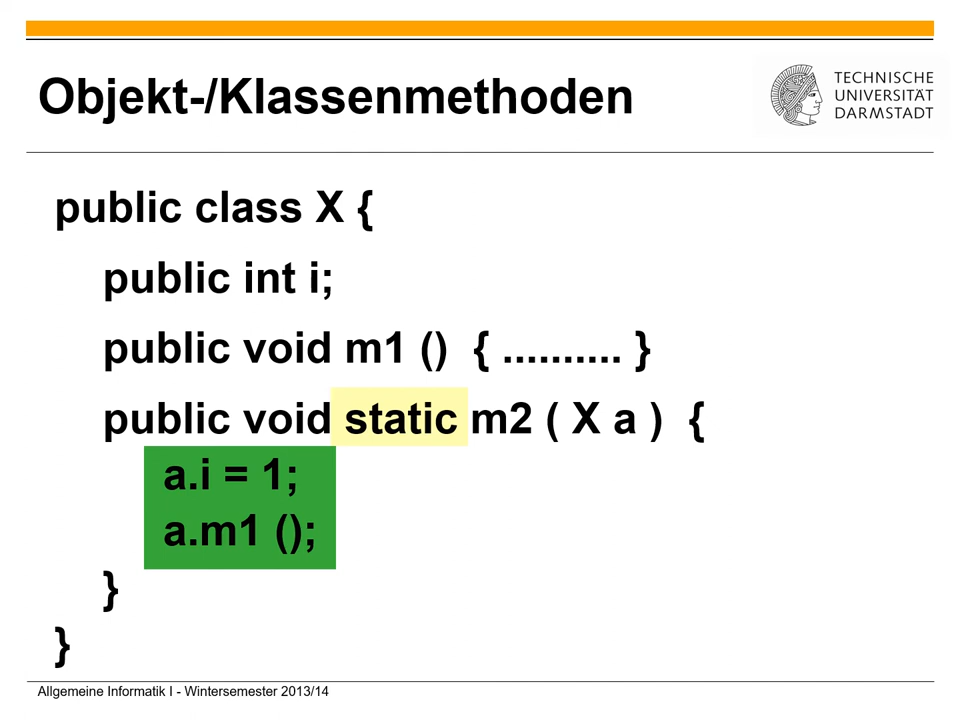 Objekt-/Klassenmethoden
TECHNISCHE
UNIVERSITÄT
DARMSTADT
public class X {
public int i;
public void m1 () { .......... }
public void static m2 ( X a ) {
a.i = 1;
a.m1 ();
}
}
Allgemeine Informatik I - Wintersemester 2013/14